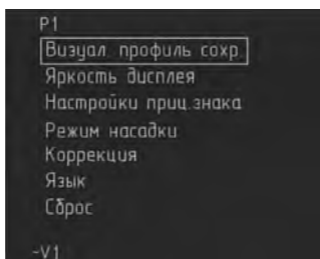 P1
Визуал. профиль сохр.
Яркость дисплея
Настройки приц.знака
Режим насадки
Коррекция
Язык
Сброс
-V1